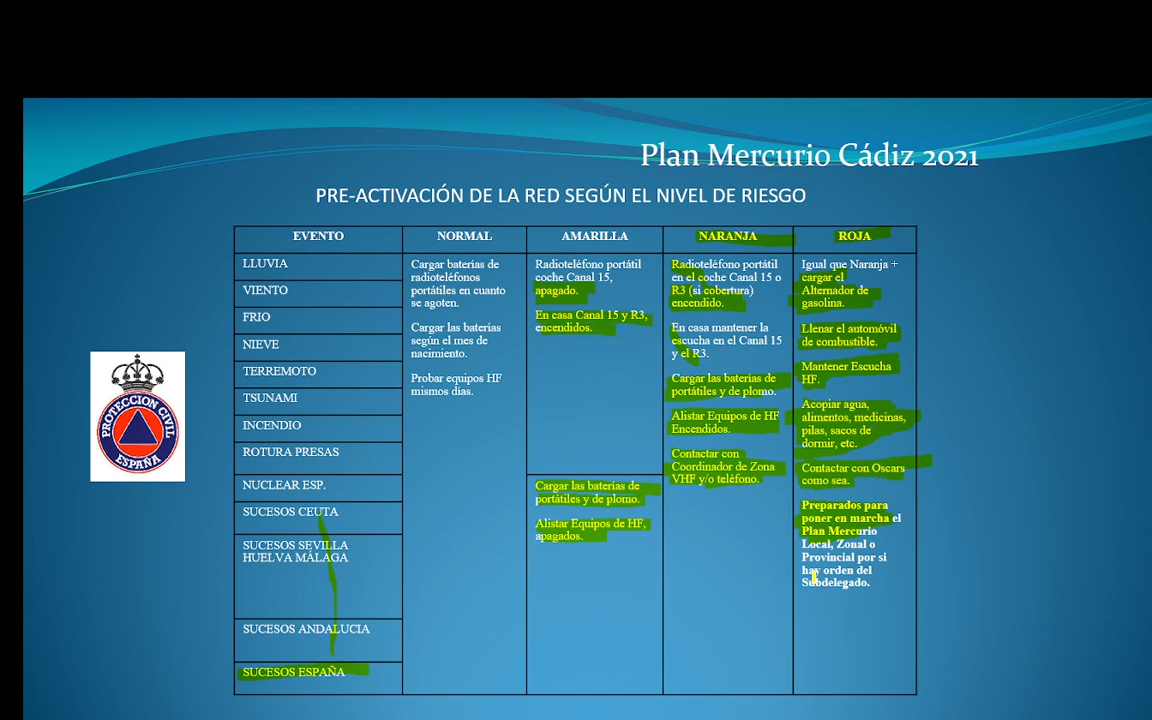 Plan Mercurio Cádiz 2021
PRE-ACTIVACIÓN DE LA RED SEGÚN EL NIVEL DE RIESGO
EVENTO
NORMAL
AMARILLA
NARANJA
ROJA
LLUVIA
VIENTO
FRIO
NIEVE
TERREMOTO
TSUNAMI
INCENDIO
ROTURA PRESAS
NUCLEAR ESP.
SUCESOS CEUTA
SUCESOS SEVILLA
HUELVA MÁLAGA
SUCESOS ANDALUCIA
SUCESOS ESPAÑA
Cargar baterías de
radioteléfonos
portátiles en cuanto
se agoten.
Cargar las baterías
según el mes de
nacimiento.
Probar equipos HF
mismos días.
Radioteléfono portátil
coche Canal 15,
apagado.
En casa Canal 15 y R3,
encendidos.
Cargar las baterías de
portátiles y de plomo.
Alistar Equipos de HF,
apagados.
Radioteléfono portátil
en el coche Canal 15 o
R3 (si cobertura)
encendido.
En casa mantener la
escucha en el Canal 15
y el R3.
Cargar las baterías de
portátiles y de plomo.
Alistar Equipos de HF
Encendidos.
Contactar con
Coordinador de Zona
VHF y/o teléfono.
Igual que Naranja +
cargar el
Alternador de
gasolina.
Llenar el automóvil
de combustible.
Mantener Escucha
HF.
Acopiar agua,
alimentos, medicinas,
pilas, sacos de
dormir, etc.
Contactar con Oscars
como sea.
Preparados para
poner en marcha el
Plan Mercurio
Local, Zonal o
Provincial por si
hay orden del
Subdelegado.
PROTECCION CIVIL
ESPAÑA